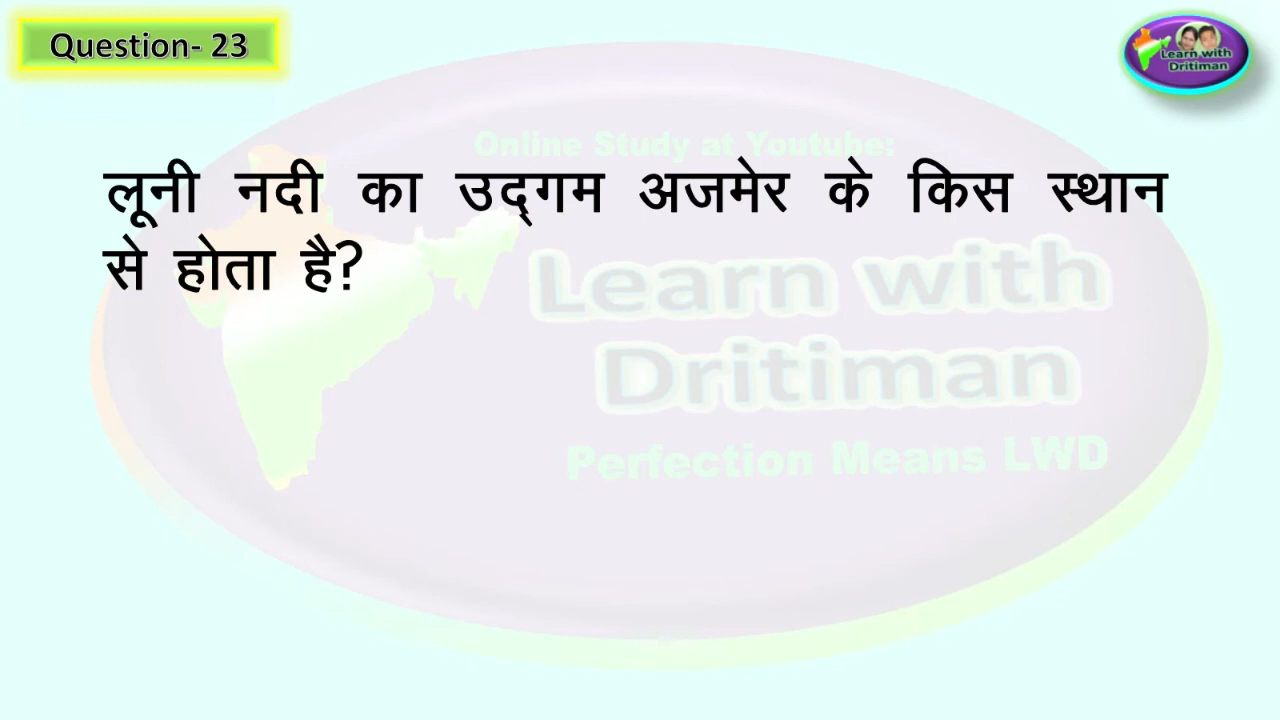 Question- 23
Learn with
Dritiman
Online Study at Youtube:
लूनी नदी का उद्गम अजमेर के किस स्थान
से होता है?
Learn with
Dritiman
Perfection Means LWD